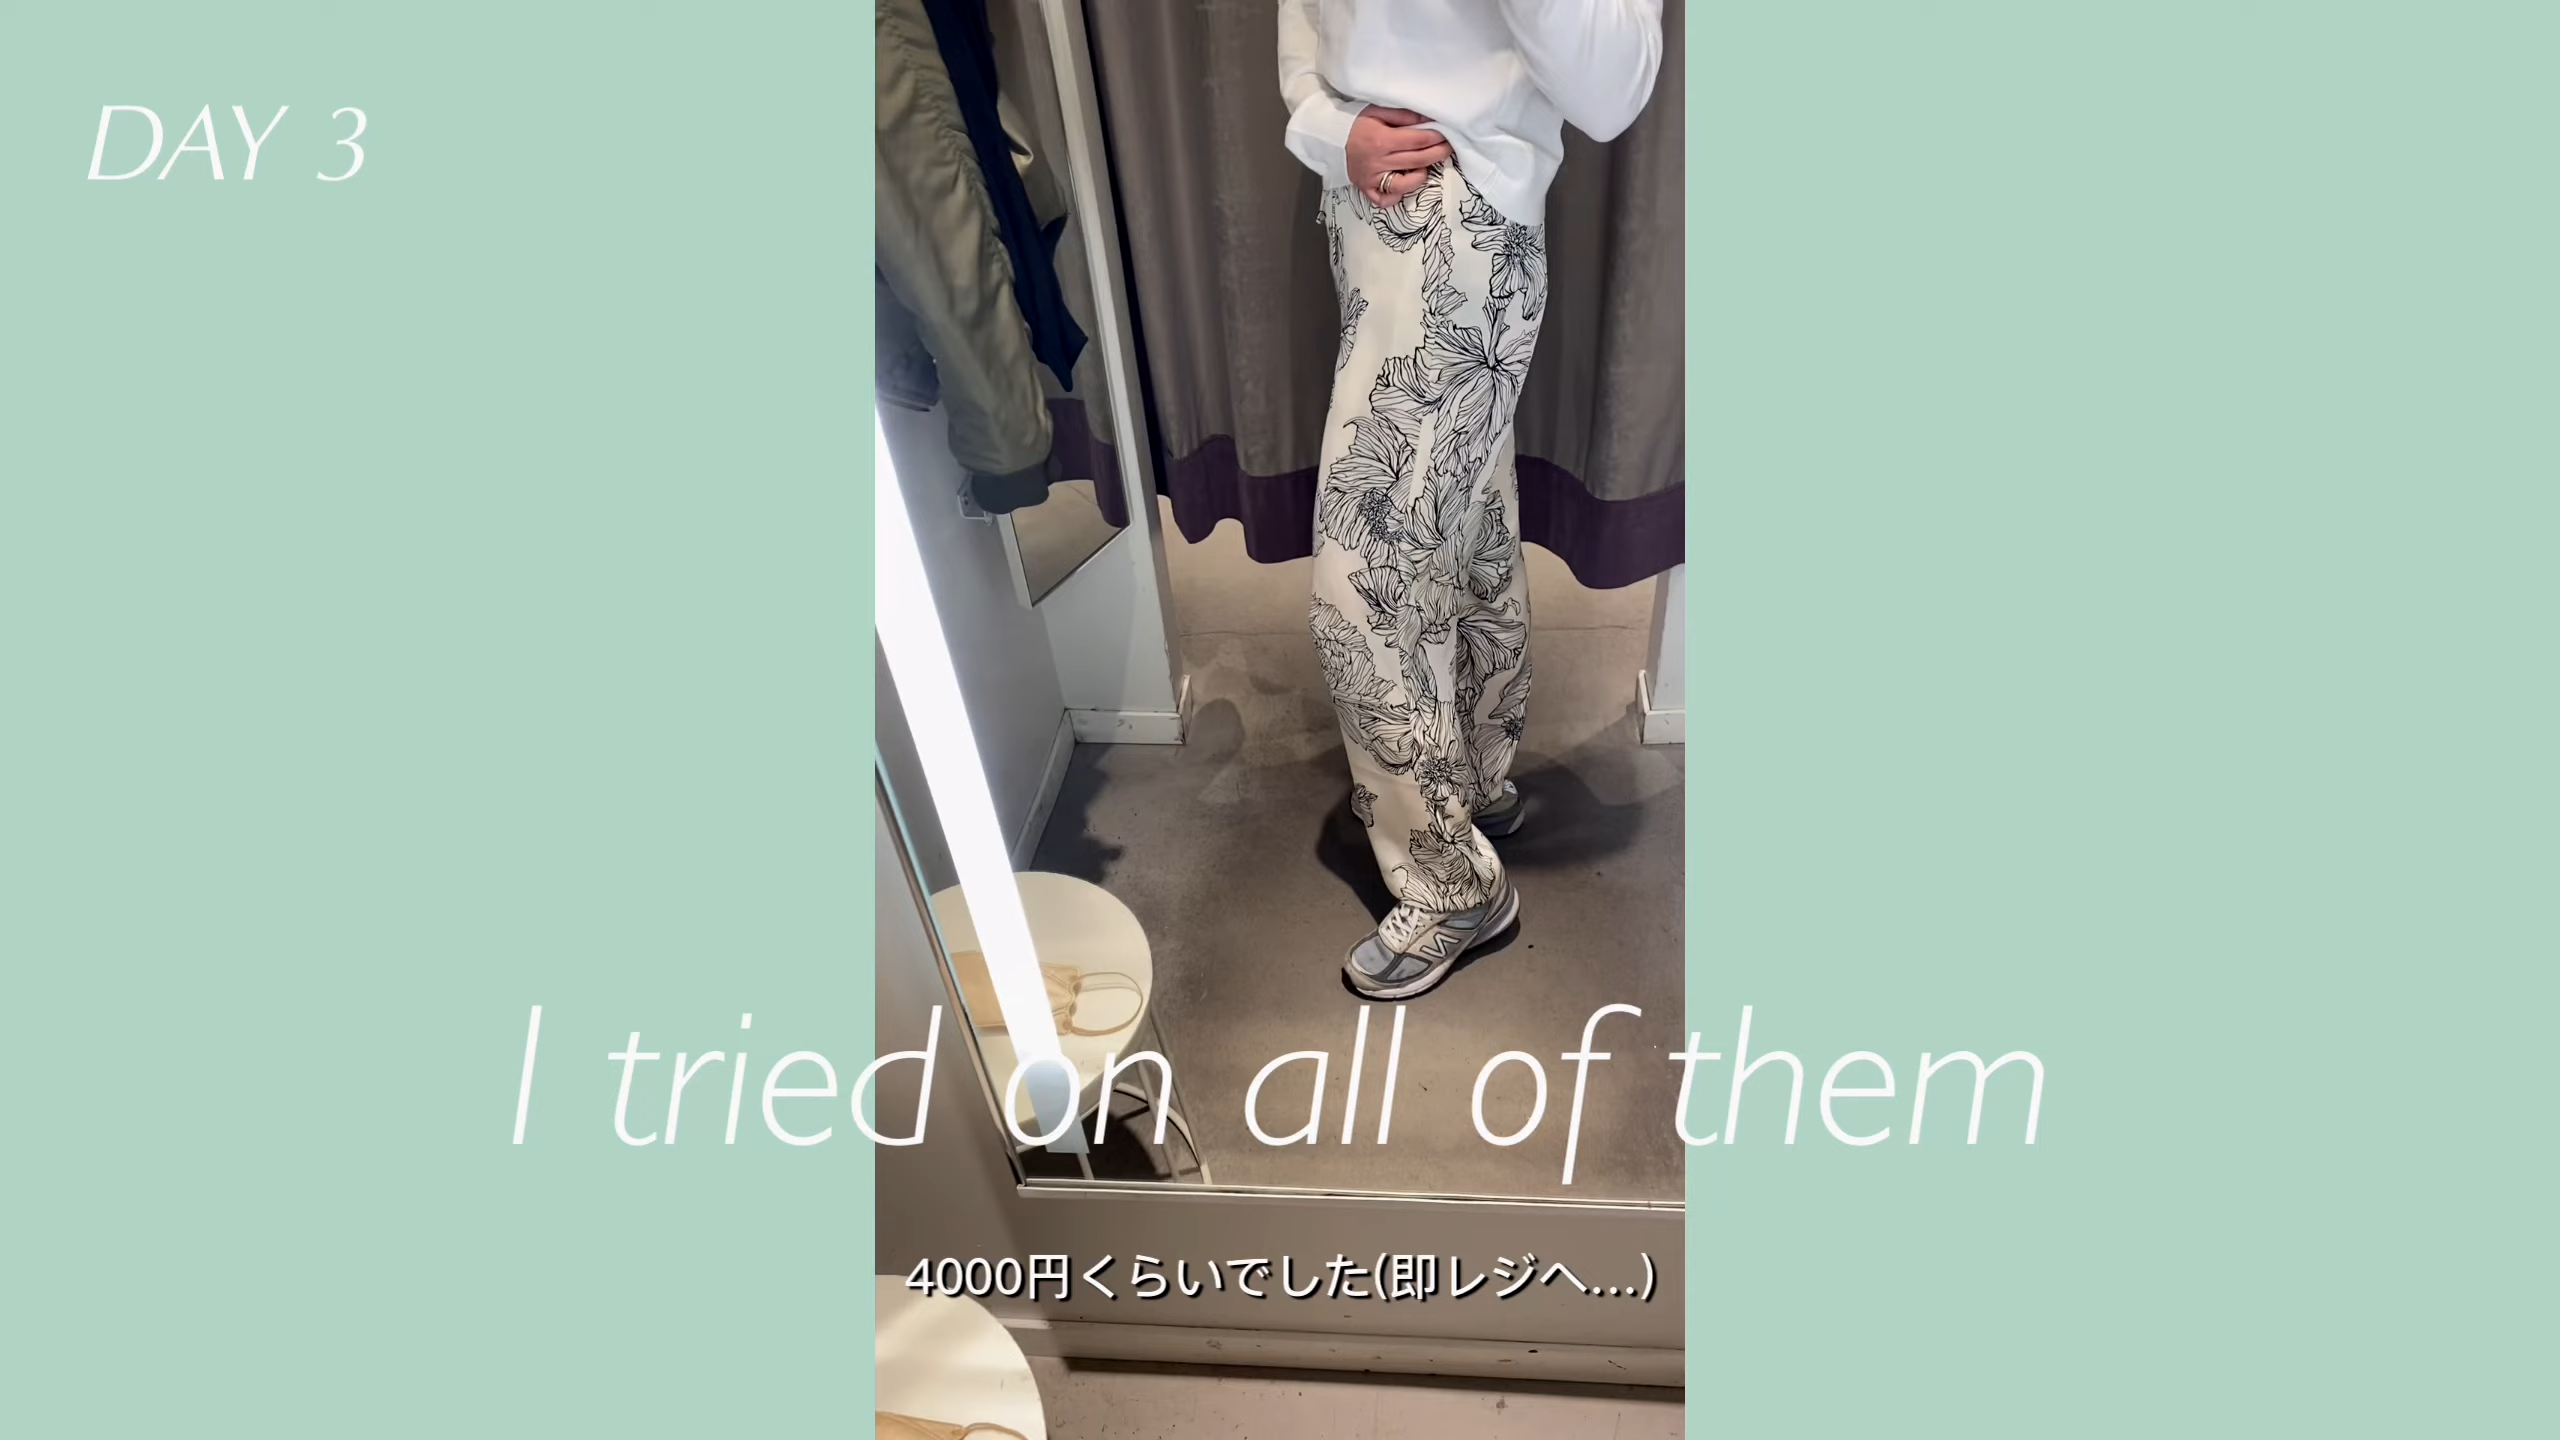 DAY 3
I tried on all of them
4000円くらいでした(即レジへ...)